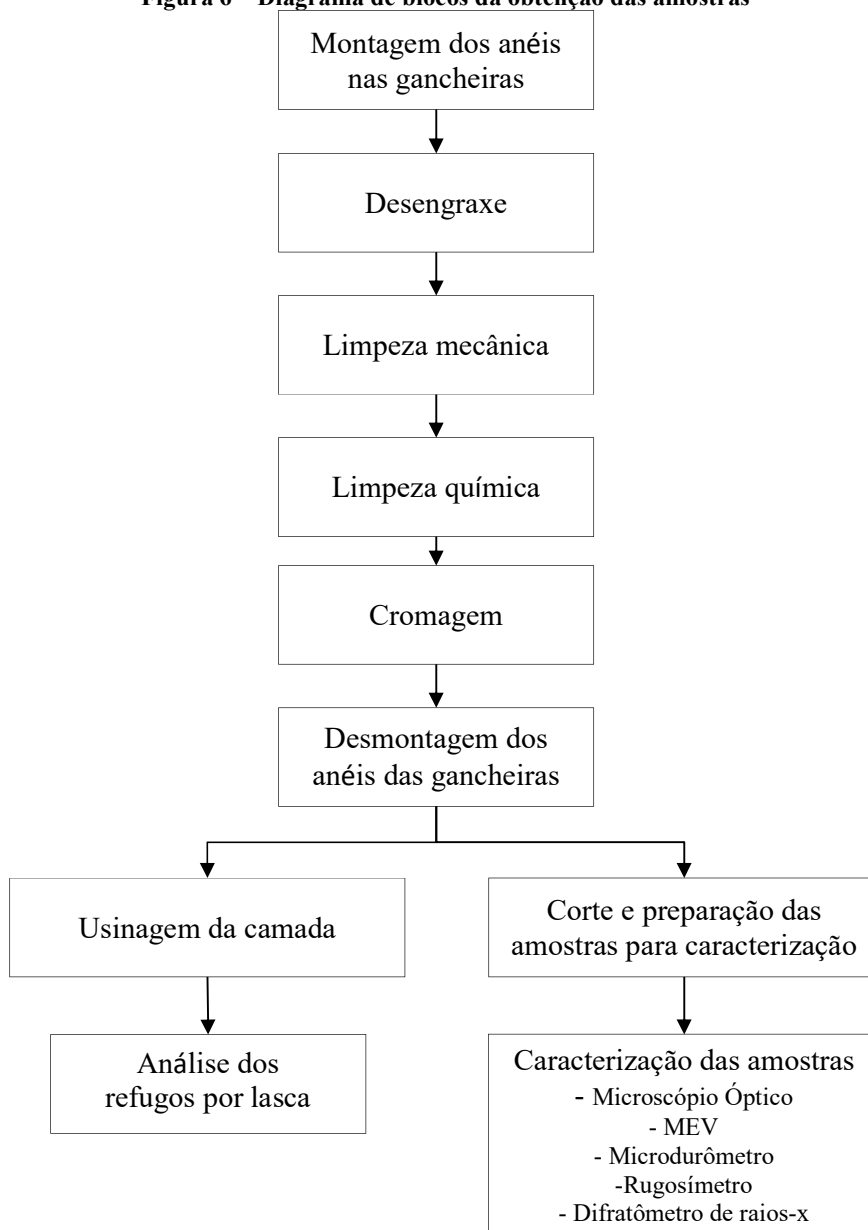 Figura 6 – Diagrama de blocos da obtenção das amostras
Montagem dos anéis
nas gancheiras
Desengraxe
Limpeza mecânica
Limpeza química
Cromagem
Desmontagem dos
anéis das gancheiras
Usinagem da camada
Análise dos
refugos por lasca
Corte e preparação das
amostras para caracterização
Caracterização das amostras
- Microscópio Óptico
- MEV
- Microdurômetro
-Rugosímetro
- Difratômetro de raios-x